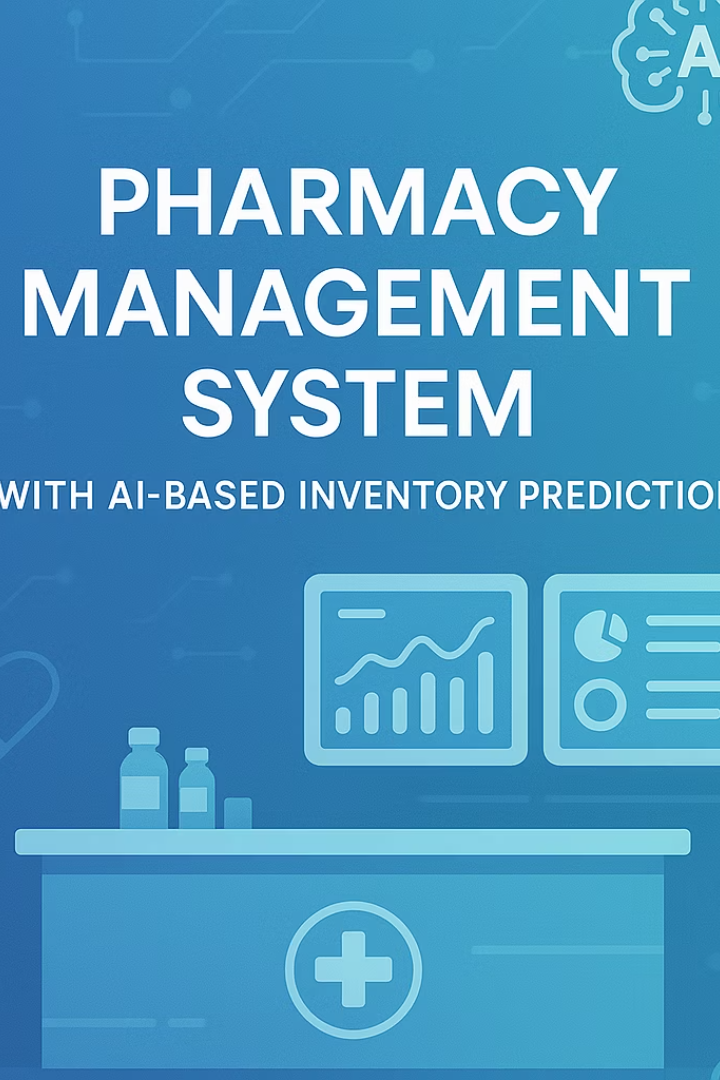 A
PHARMACY
MANAGEMENT
SYSTEM
WITH AI-BASED INVENTORY PREDICTIO